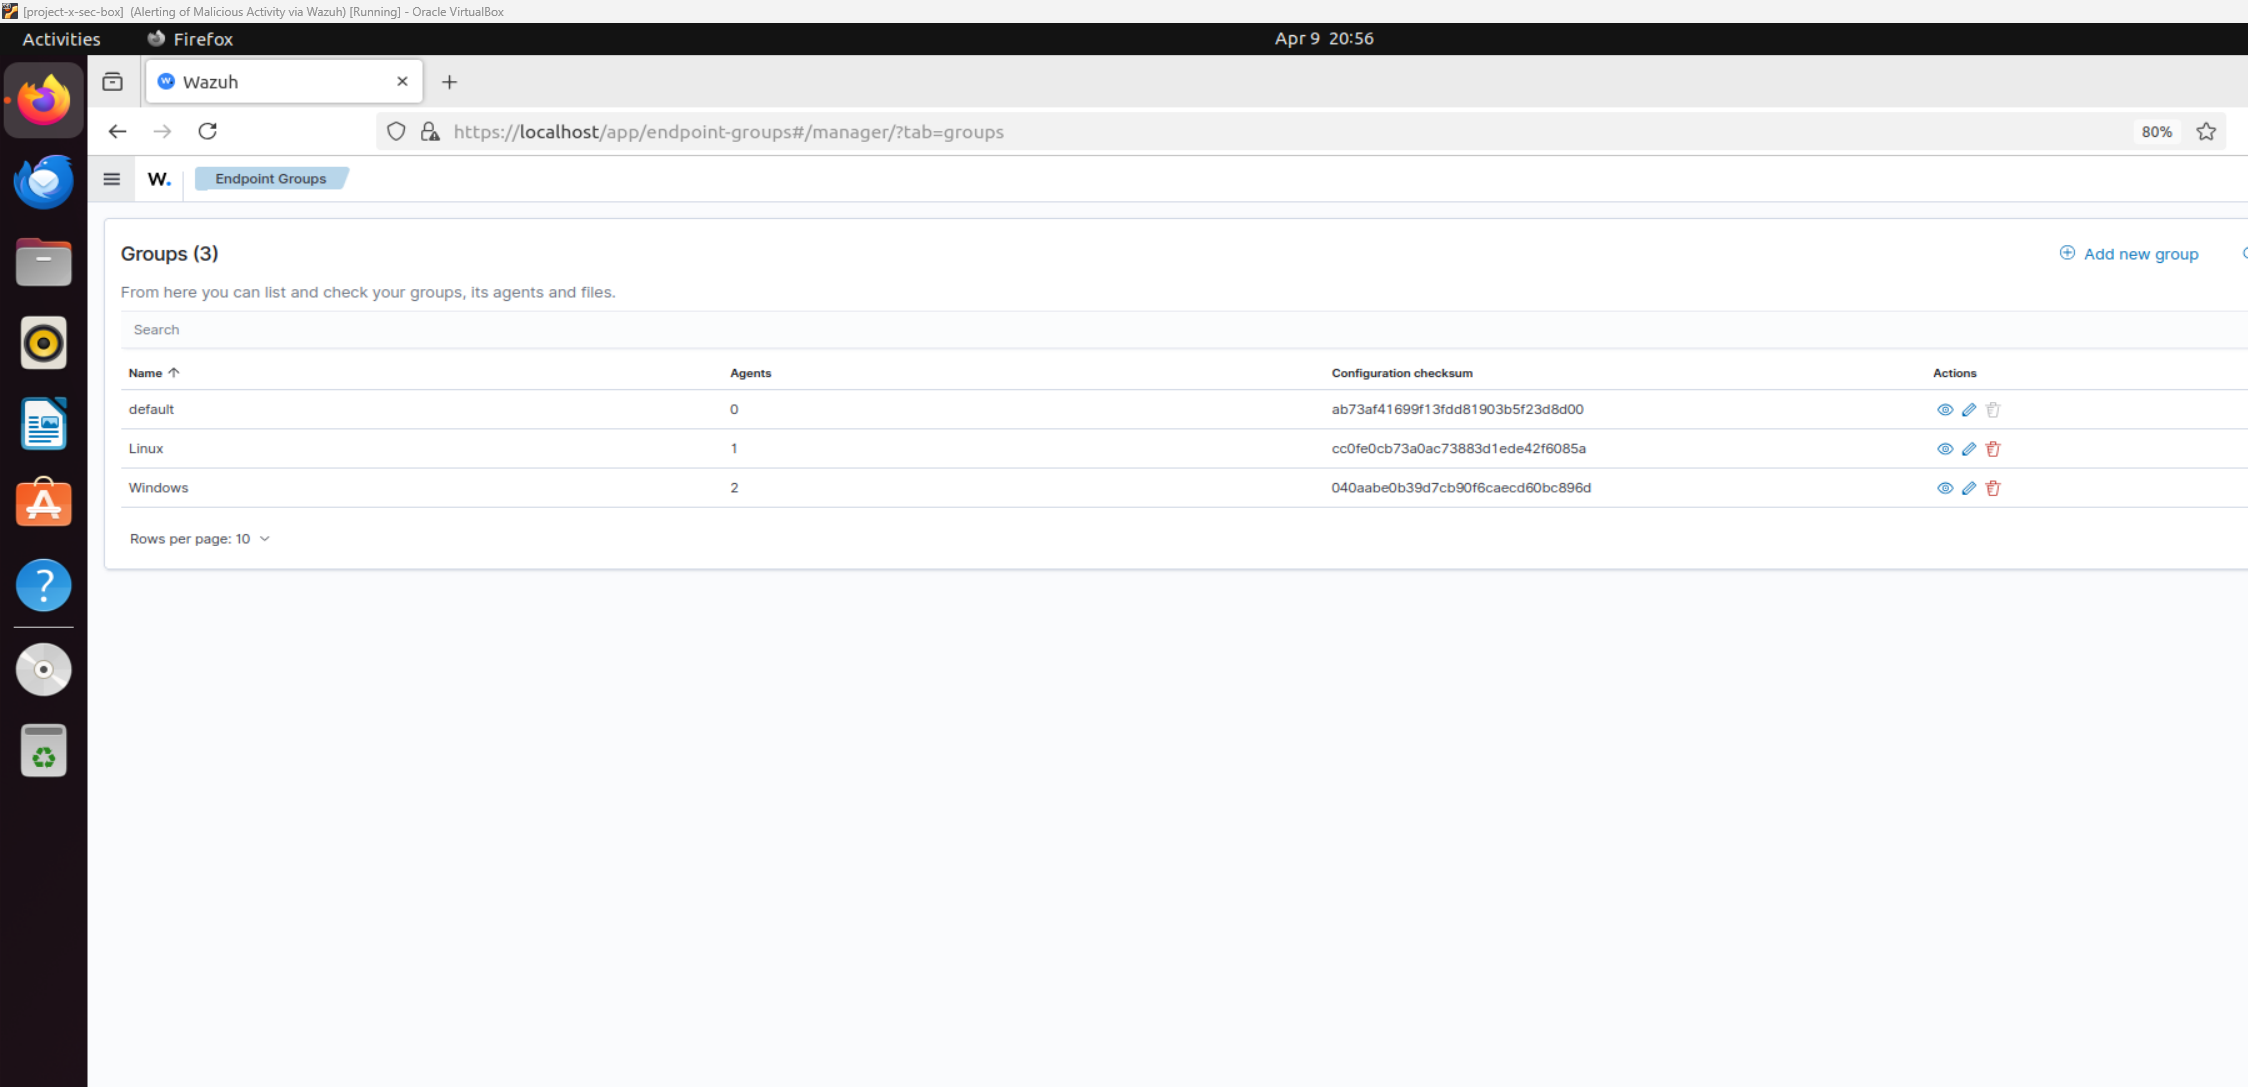 [project-x-sec-box] (Alerting of Malicious Activity via Wazuh) [Running] - Oracle VirtualBox
Activities Firefox Apr 9 20:56
Wazuh
https://localhost/app/endpoint-groups#/manager/?tab=groups 80%
W. Endpoint Groups
Groups (3) Add new group
From here you can list and check your groups, its agents and files.
Search
Name Agents Configuration checksum Actions
default 0 ab73af41699f13fdd81903b5f23d8d00
Linux 1 cc0fe0cb73a0ac73883d1ede42f6085a
Windows 2 040aabe0b39d7cb90f6caecd60bc896d
Rows per page: 10